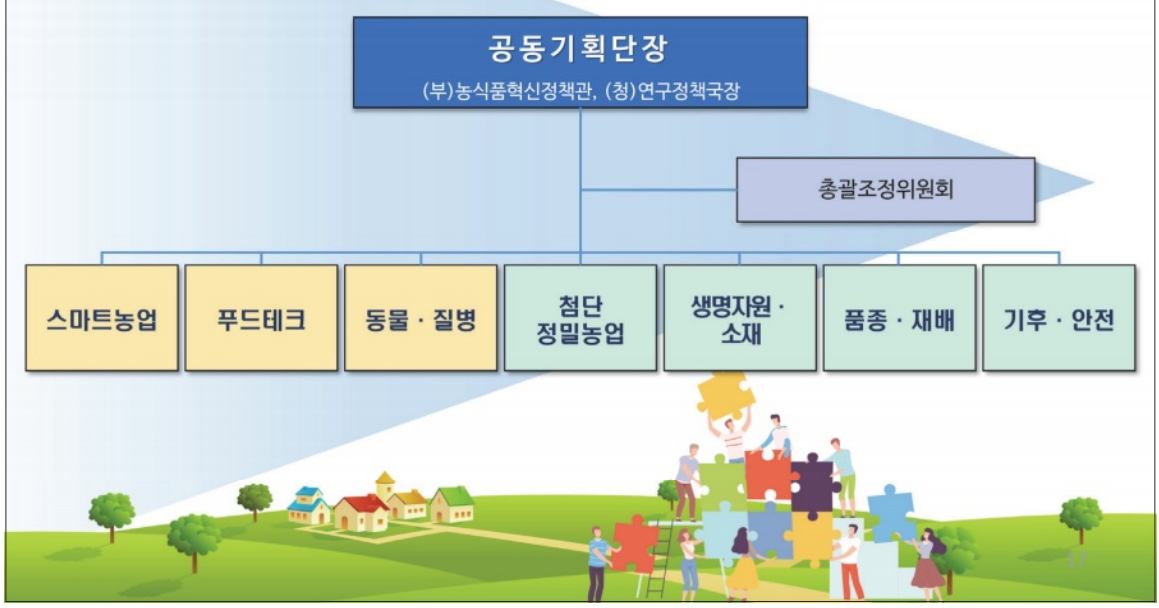 공동기획단장
(부)농식품혁신정책관, (청)연구정책국장
총괄조정위원회
스마트농업
푸드테크
동물 · 질병
첨단
정밀농업
생명자원 ·
소재
품종 · 재배
기후 · 안전
17